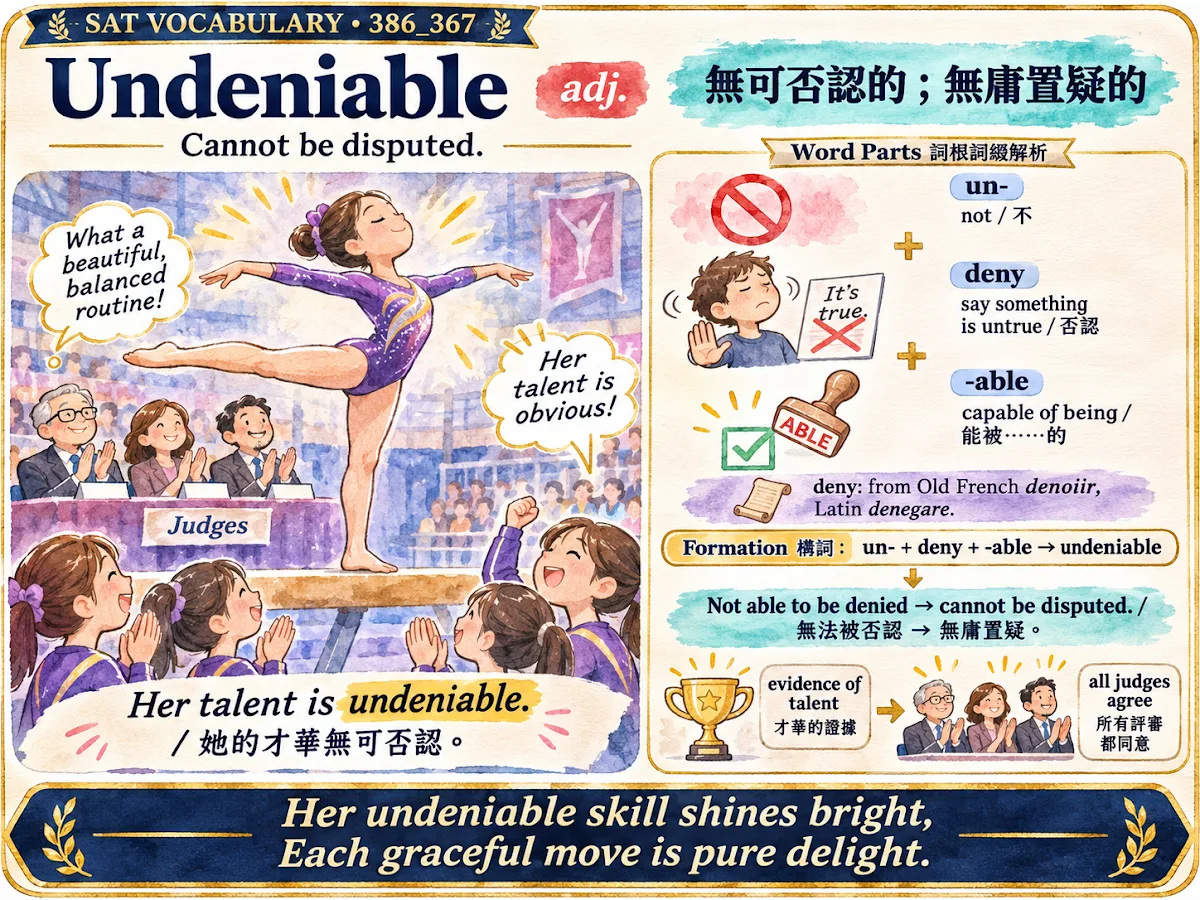 SAT VOCABULARY • 386_367
Undeniable
adj.
Cannot be disputed.
無可否認的；無庸置疑的
What a
beautiful,
balanced
routine!
Her
talent is
obvious!
Judges
Her talent is undeniable.
/ 她的才華無可否認。
Word Parts 詞根詞綴解析
un-
not / 不
+
deny
say something
is untrue / 否認
It's
true.
+
-able
capable of being /
能被……的
ABLE
deny: from Old French denoiir,
Latin denegare.
Formation 構詞： un- + deny + -able → undeniable
Not able to be denied → cannot be disputed. /
無法被否認 → 無庸置疑。
evidence of
talent
才華的證據
all judges
agree
所有評審
都同意
Her undeniable skill shines bright,
Each graceful move is pure delight.